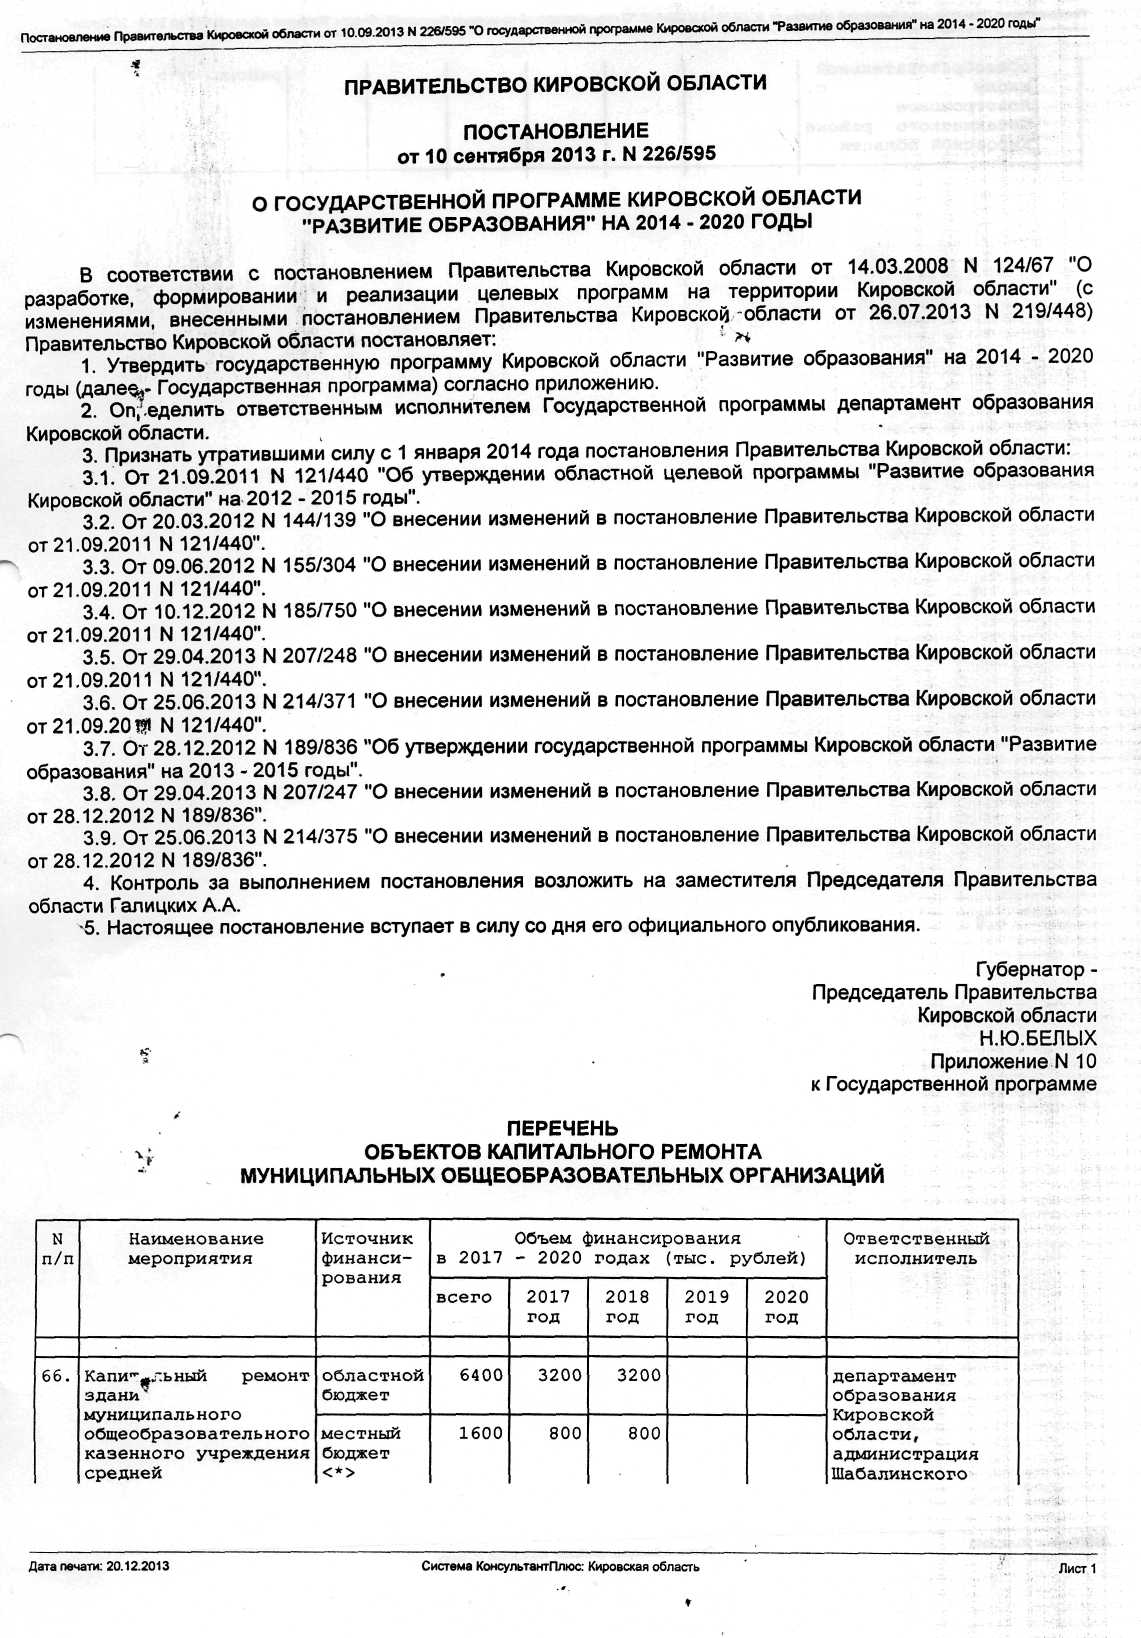 Постановление Правительства Кировской области от 10.09.2013 N 226/595 "О государственной программе Кировской области "Развитие образования" на 2014 - 2020 годы"
ПРАВИТЕЛЬСТВО КИРОВСКОЙ ОБЛАСТИ
ПОСТАНОВЛЕНИЕ
от 10 сентября 2013 г. N 226/595
О ГОСУДАРСТВЕННОЙ ПРОГРАММЕ КИРОВСКОЙ ОБЛАСТИ
"РАЗВИТИЕ ОБРАЗОВАНИЯ" НА 2014 - 2020 ГОДЫ
В соответствии с постановлением Правительства Кировской области от 14.03.2008 N 124/67 "О
разработке, формировании и реализации целевых программ на территории Кировской области" (с
изменениями, внесенными постановлением Правительства Кировской области от 26.07.2013 N 219/448)
Правительство Кировской области постановляет:
1. Утвердить государственную программу Кировской области "Развитие образования" на 2014 - 2020
годы (далее - Государственная программа) согласно приложению.
2. Определить ответственным исполнителем Государственной программы департамент образования
Кировской области.
3. Признать утратившими силу с 1 января 2014 года постановления Правительства Кировской области:
3.1. От 21.09.2011 N 121/440 "Об утверждении областной целевой программы "Развитие образования
Кировской области" на 2012 - 2015 годы".
3.2. От 20.03.2012 N 144/139 "О внесении изменений в постановление Правительства Кировской области
от 21.09.2011 N 121/440".
3.3. От 09.06.2012 N 155/304 "О внесении изменений в постановление Правительства Кировской области
от 21.09.2011 N 121/440".
3.4. От 10.12.2012 N 185/750 "О внесении изменений в постановление Правительства Кировской области
от 21.09.2011 N 121/440".
3.5. От 29.04.2013 N 207/248 "О внесении изменений в постановление Правительства Кировской области
от 21.09.2011 N 121/440".
3.6. От 25.06.2013 N 214/371 "О внесении изменений в постановление Правительства Кировской области
от 21.09.2011 N 121/440".
3.7. От 28.12.2012 N 189/836 "Об утверждении государственной программы Кировской области "Развитие
образования" на 2013 - 2015 годы".
3.8. От 29.04.2013 N 207/247 "О внесении изменений в постановление Правительства Кировской области
от 28.12.2012 N 189/836".
3.9. От 25.06.2013 N 214/375 "О внесении изменений в постановление Правительства Кировской области
от 28.12.2012 N 189/836".
4. Контроль за выполнением постановления возложить на заместителя Председателя Правительства
области Галицких А.А.
5. Настоящее постановление вступает в силу со дня его официального опубликования.
Губернатор -
Председатель Правительства
Кировской области
Н.Ю.БЕЛЫХ
Приложение N 10
к Государственной программе
ПЕРЕЧЕНЬ
ОБЪЕКТОВ КАПИТАЛЬНОГО РЕМОНТА
МУНИЦИПАЛЬНЫХ ОБЩЕОБРАЗОВАТЕЛЬНЫХ ОРГАНИЗАЦИЙ
N Наименование Источник Объем финансирования Ответственный
п/п мероприятия финанси- в 2017 - 2020 годах (тыс. рублей) исполнитель
рования
всего 2017 2018 2019 2020
год год год год
66. Капитальный ремонт областной 6400 3200 3200 департамент
здани бюджет образования
муниципального Кировской
общеобразовательного местный 1600 800 800 области,
казенного учреждения бюджет администрация
средней <*> Шабалинского
Дата печати: 20.12.2013 Система КонсультантПлюс: Кировская область Лист 1